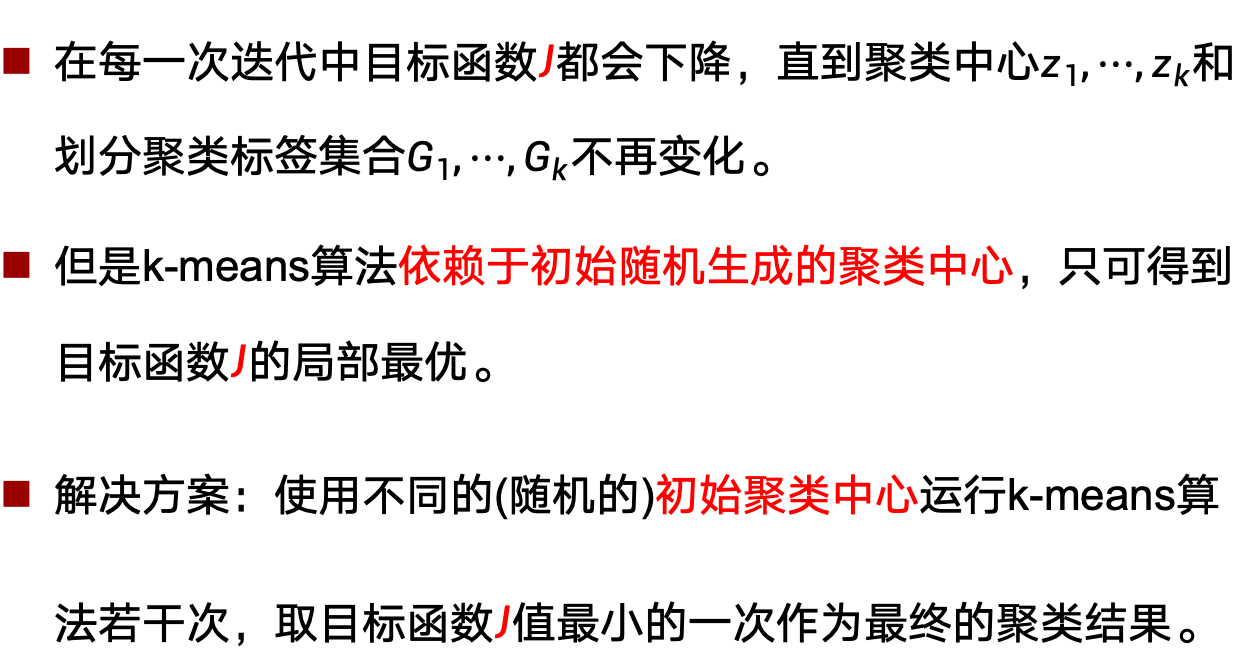 ■ 在每一次迭代中目标函数J都会下降，直到聚类中心z₁,⋯,zₖ和
划分聚类标签集合G₁,⋯,Gₖ不再变化。
■ 但是k-means算法依赖于初始随机生成的聚类中心，只可得到
目标函数J的局部最优。
■ 解决方案：使用不同的(随机的)初始聚类中心运行k-means算
法若干次，取目标函数J值最小的一次作为最终的聚类结果。